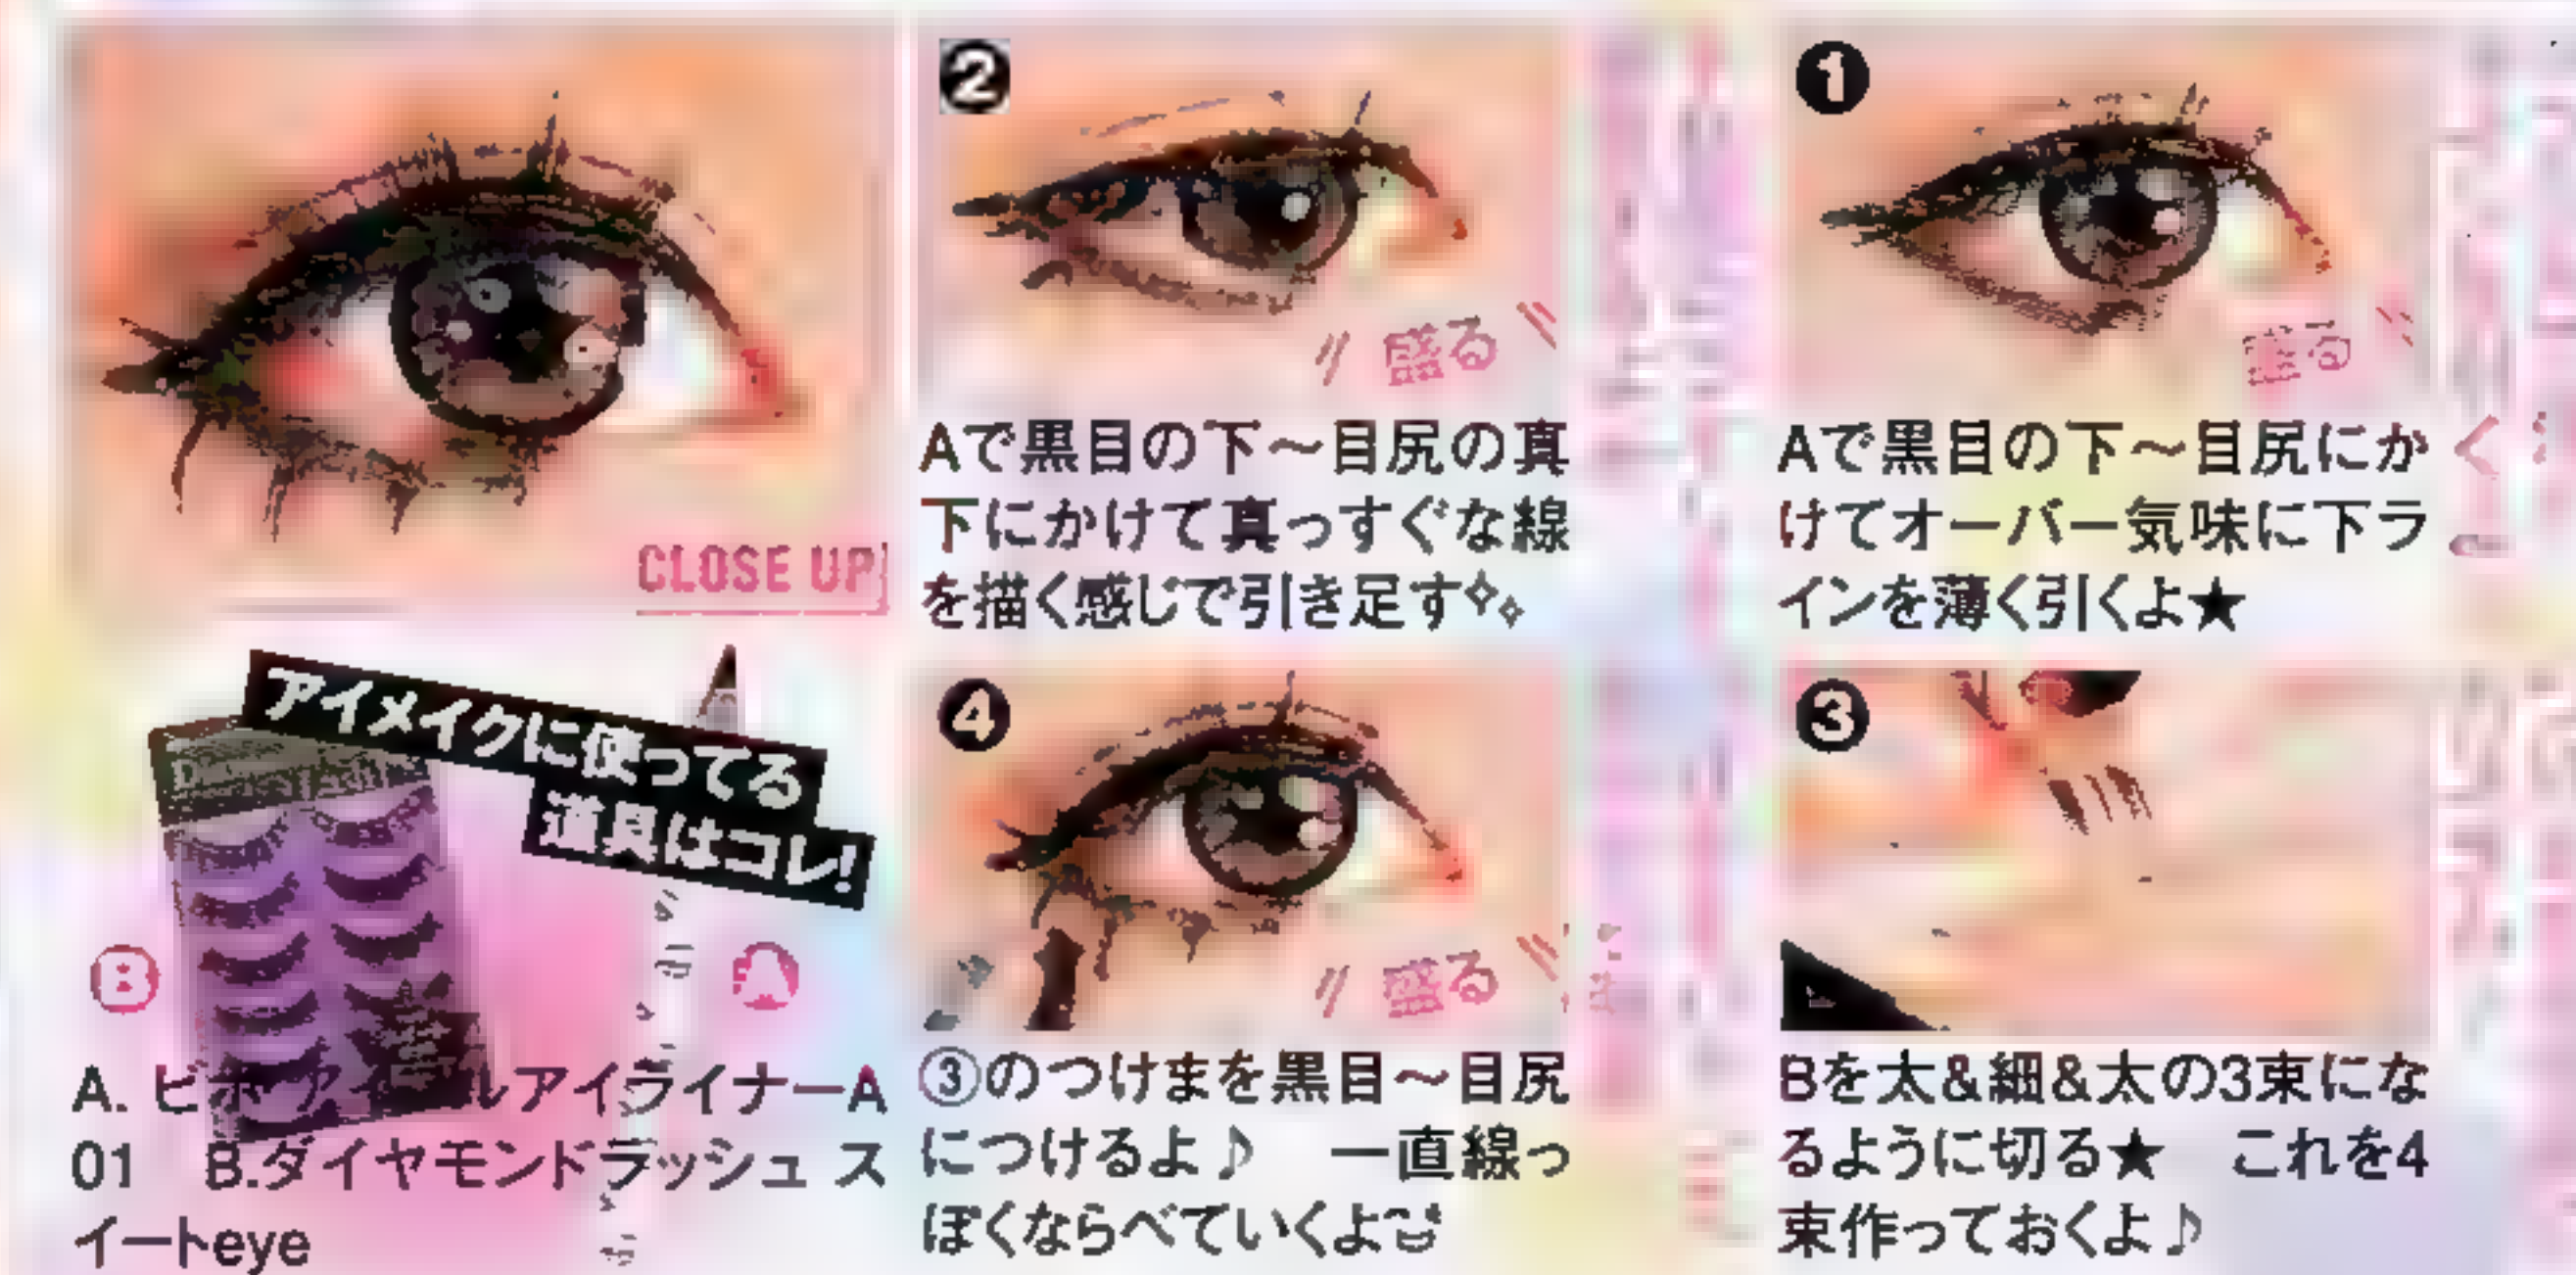 ❶
盛る
Aで黒目の下〜目尻にか
けてオーバー気味に下ラ
インを薄く引くよ★
❷
盛る
Aで黒目の下〜目尻の真
下にかけて真っすぐな線
を描く感じで引き足す
❸
Bを太&細&太の3束にな
るように切る★　これを4
束作っておくよ♪
❹
盛る
③のつけまを黒目〜目尻
につけるよ♪　一直線っ
ぽくならべていくよ
CLOSE UP
アイメイクに使ってる
道具はコレ!
Ⓑ
Ⓐ
ルアイライナーA
01　B.ダイヤモンドラッシュ ス
イートeye